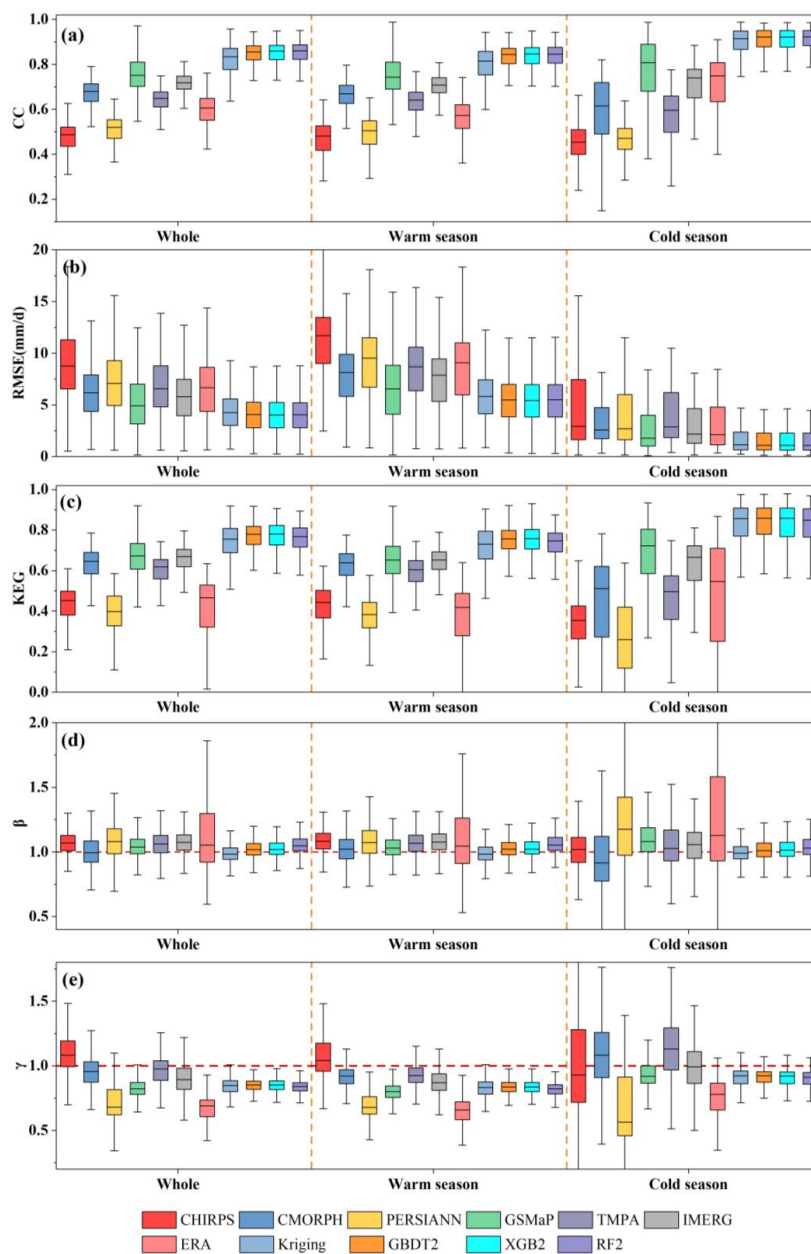 (a)
CC
1.0
0.8
0.6
0.4
0.2
Whole Warm season Cold season
(b)
RMSE(mm/d)
20
15
10
5
0
Whole Warm season Cold season
(c)
KEG
1.0
0.8
0.6
0.4
0.2
0.0
Whole Warm season Cold season
(d)
β
2.0
1.5
1.0
0.5
Whole Warm season Cold season
(e)
γ
1.5
1.0
0.5
Whole Warm season Cold season
CHIRPS CMORPH PERSIANN GSMaP TMPA IMERG
ERA Kriging GBDT2 XGB2 RF2